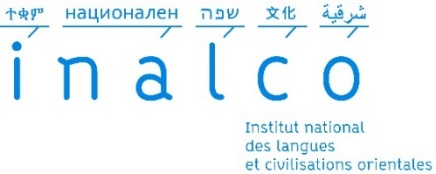 ተቋም национален שפה 文化 شرقية
inalco
Institut national
des langues
et civilisations orientales